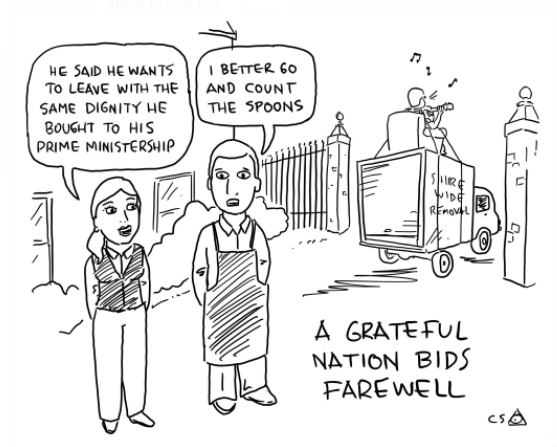 About to post this.
HE SAID HE WANTS
TO LEAVE WITH THE
SAME DIGNITY HE
BOUGHT TO HIS
PRIME MINISTERSHIP
I BETTER GO
AND COUNT
THE SPOONS
SHIRE
WIDE
REMOVAL
A GRATEFUL
NATION BIDS
FAREWELL
CS